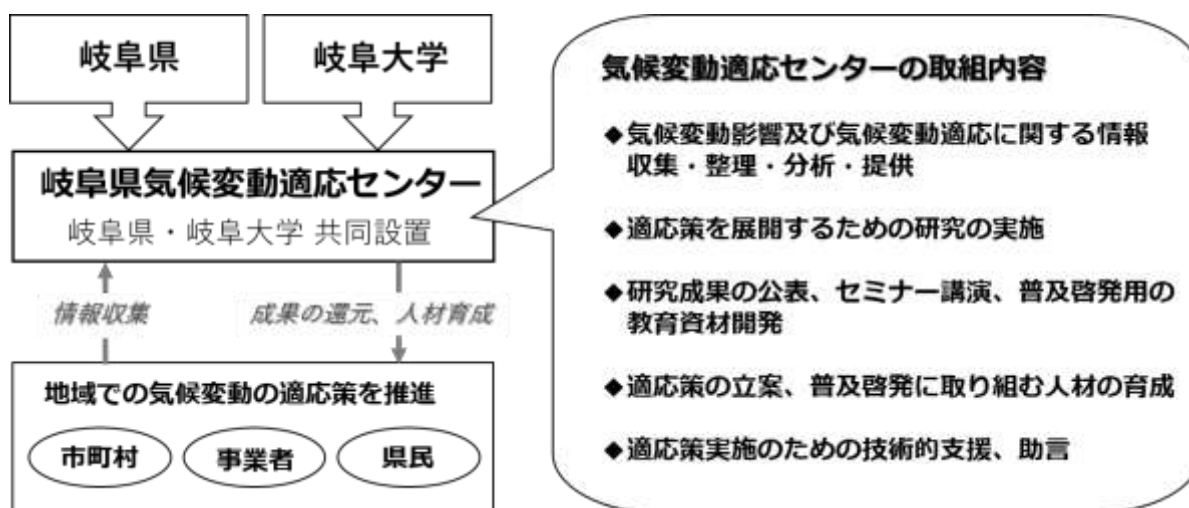 岐阜県
岐阜大学
岐阜県気候変動適応センター
岐阜県・岐阜大学 共同設置
情報収集
成果の還元、人材育成
地域での気候変動の適応策を推進
市町村
事業者
県民
気候変動適応センターの取組内容
◆気候変動影響及び気候変動適応に関する情報
収集・整理・分析・提供
◆適応策を展開するための研究の実施
◆研究成果の公表、セミナー講演、普及啓発用の
教育資材開発
◆適応策の立案、普及啓発に取り組む人材の育成
◆適応策実施のための技術的支援、助言